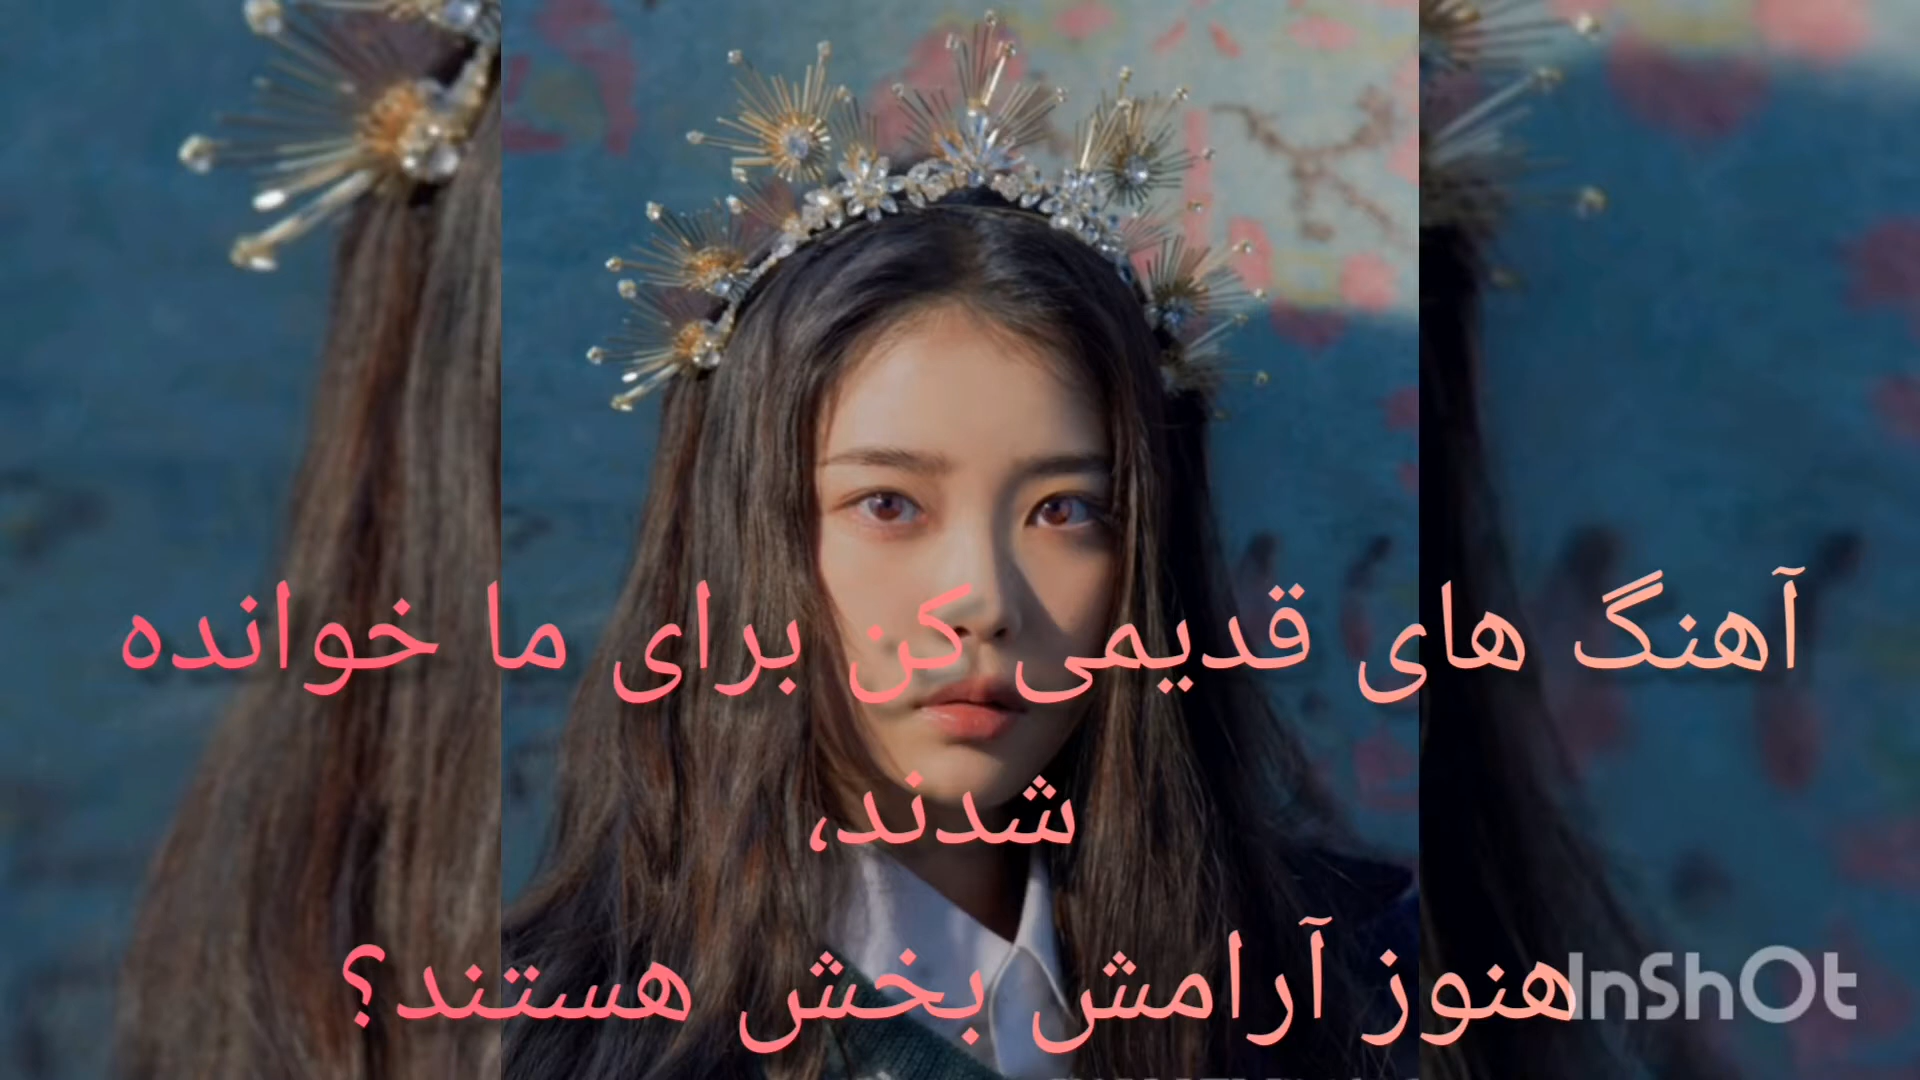 آهنگ های قدیمی کن برای ما خوانده
شدند،
هنوز آرامش بخش هستند؟
InShOt